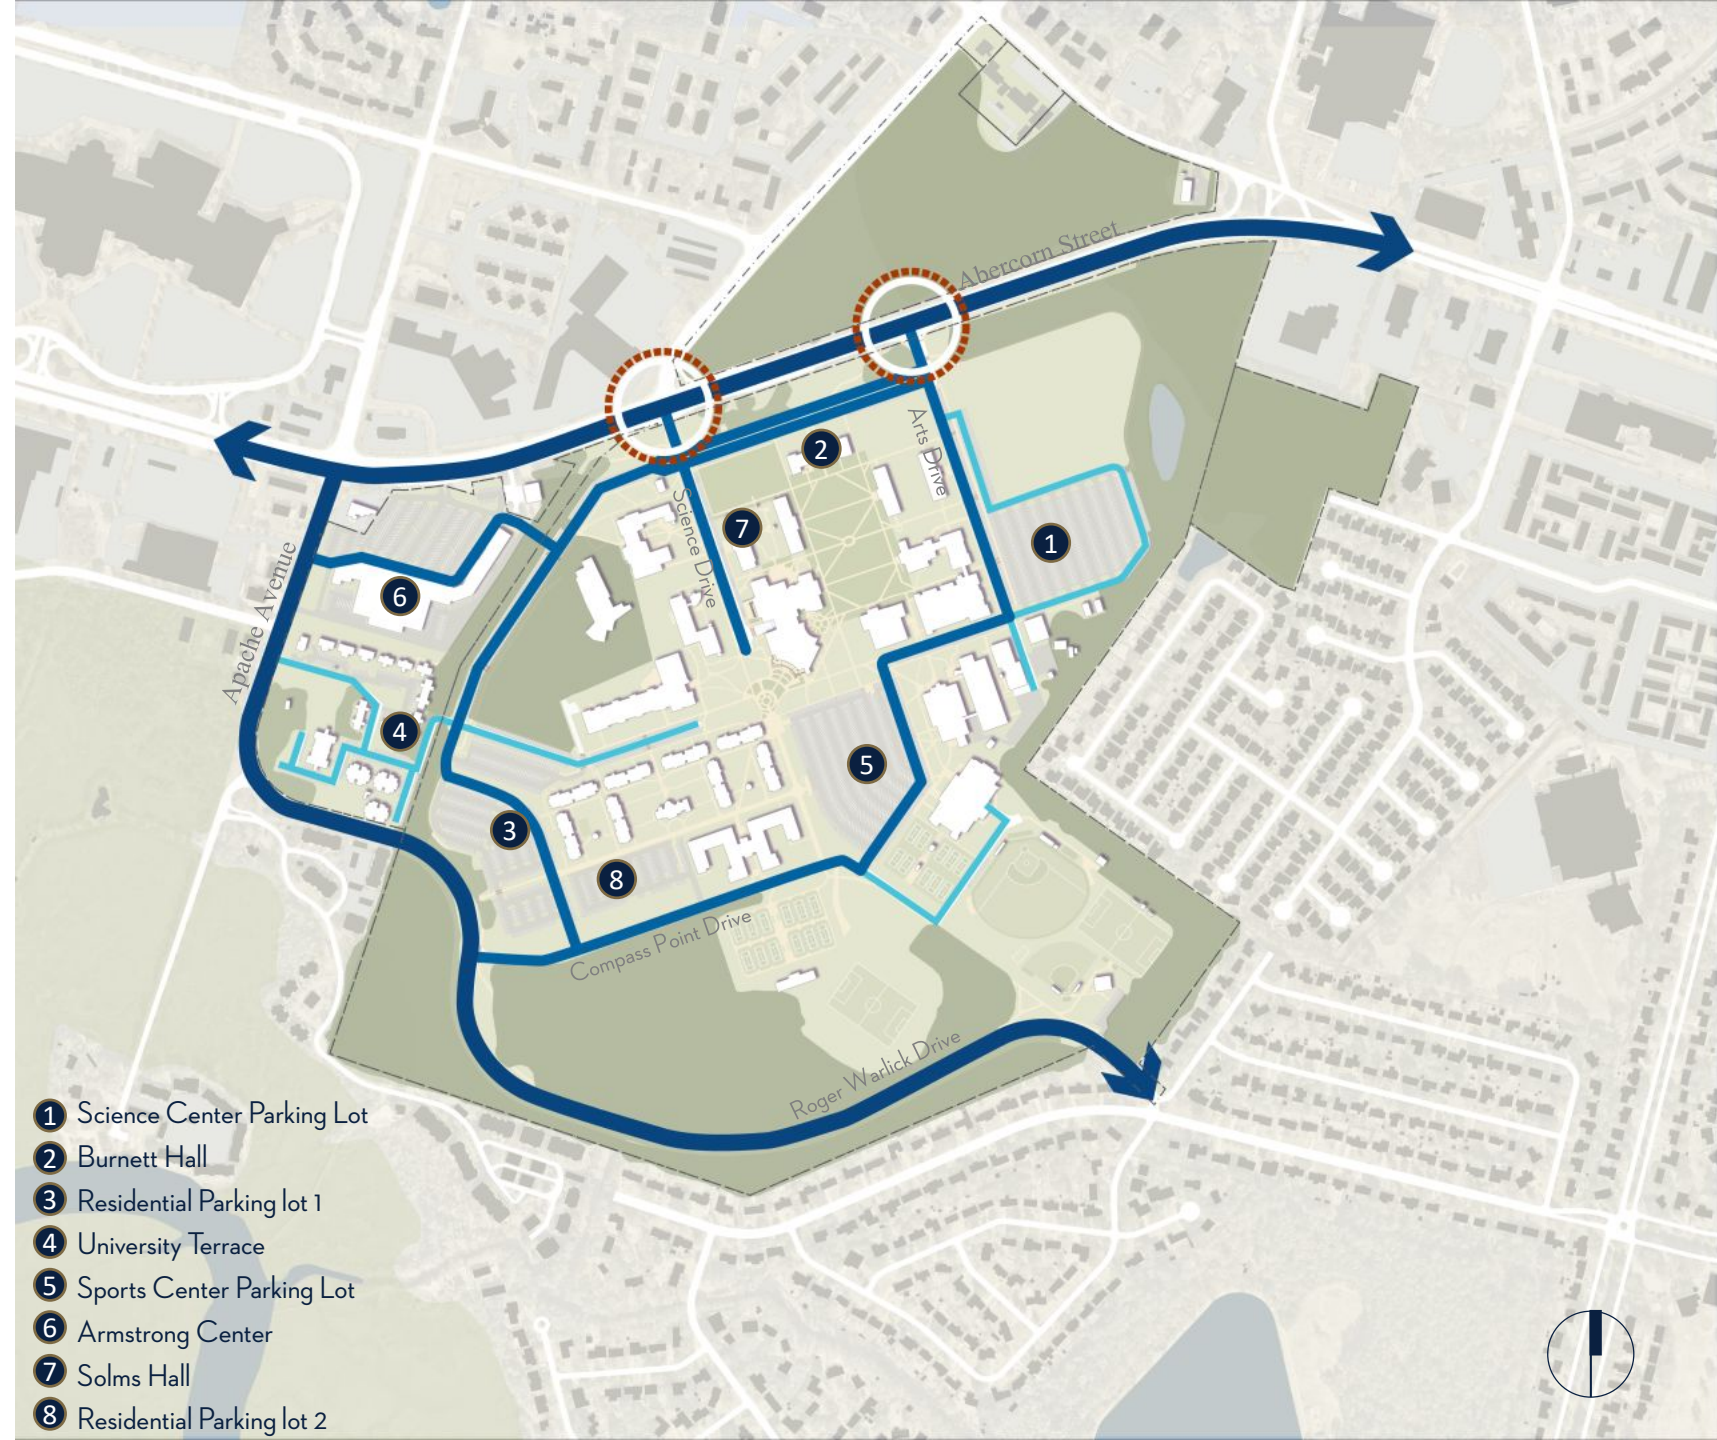 Abercorn Street
2
Arts Drive
Science Drive
7
1
Apache Avenue
6
4
5
3
8
Compass Point Drive
Roger Warlick Drive
1 Science Center Parking Lot
2 Burnett Hall
3 Residential Parking lot 1
4 University Terrace
5 Sports Center Parking Lot
6 Armstrong Center
7 Solms Hall
8 Residential Parking lot 2